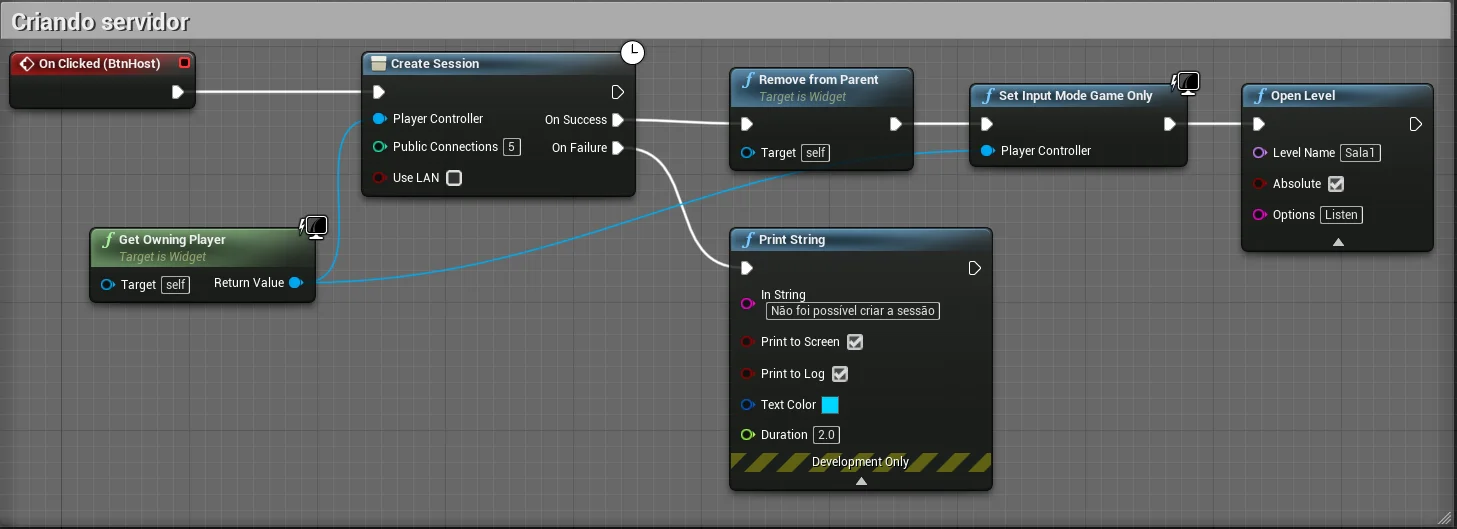 Criando servidor
On Clicked (BtnHost)
Create Session
Player Controller
On Success
Public Connections 5
On Failure
Use LAN
Get Owning Player
Target is Widget
Target self
Return Value
Remove from Parent
Target is Widget
Target self
Set Input Mode Game Only
Player Controller
Open Level
Level Name Sala1
Absolute
Options Listen
Print String
In String
Não foi possível criar a sessão
Print to Screen
Print to Log
Text Color
Duration 2.0
Development Only